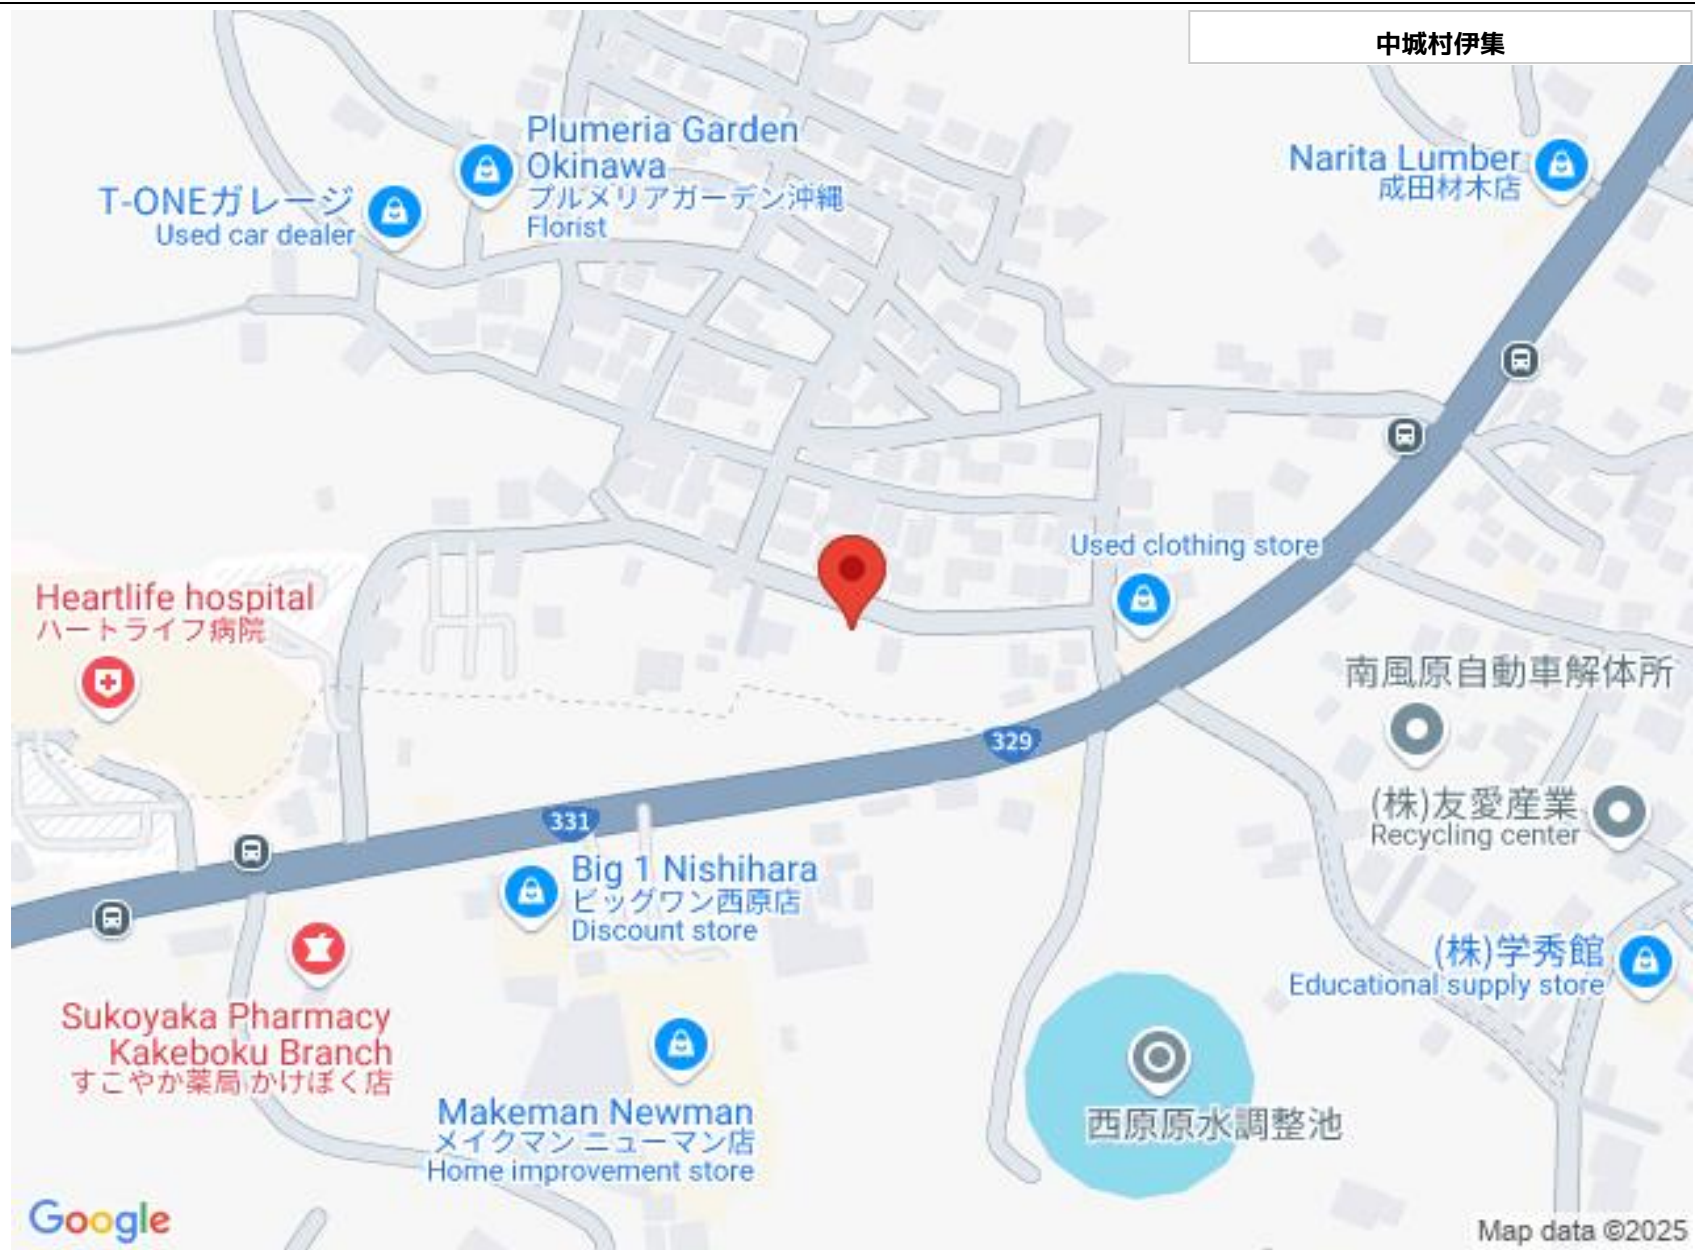 中城村伊集
Plumeria Garden
Okinawa
プルメリアガーデン沖縄
Florist
T-ONEガレージ
Used car dealer
Narita Lumber
成田材木店
Used clothing store
Heartlife hospital
ハートライフ病院
南風原自動車解体所
329
331
(株)友愛産業
Recycling center
Big 1 Nishihara
ビッグワン西原店
Discount store
(株)学秀館
Educational supply store
Sukoyaka Pharmacy
Kakeboku Branch
すこやか薬局 かけぼく店
Makeman Newman
メイクマン ニューマン店
Home improvement store
西原原水調整池
Google
Map data ©2025